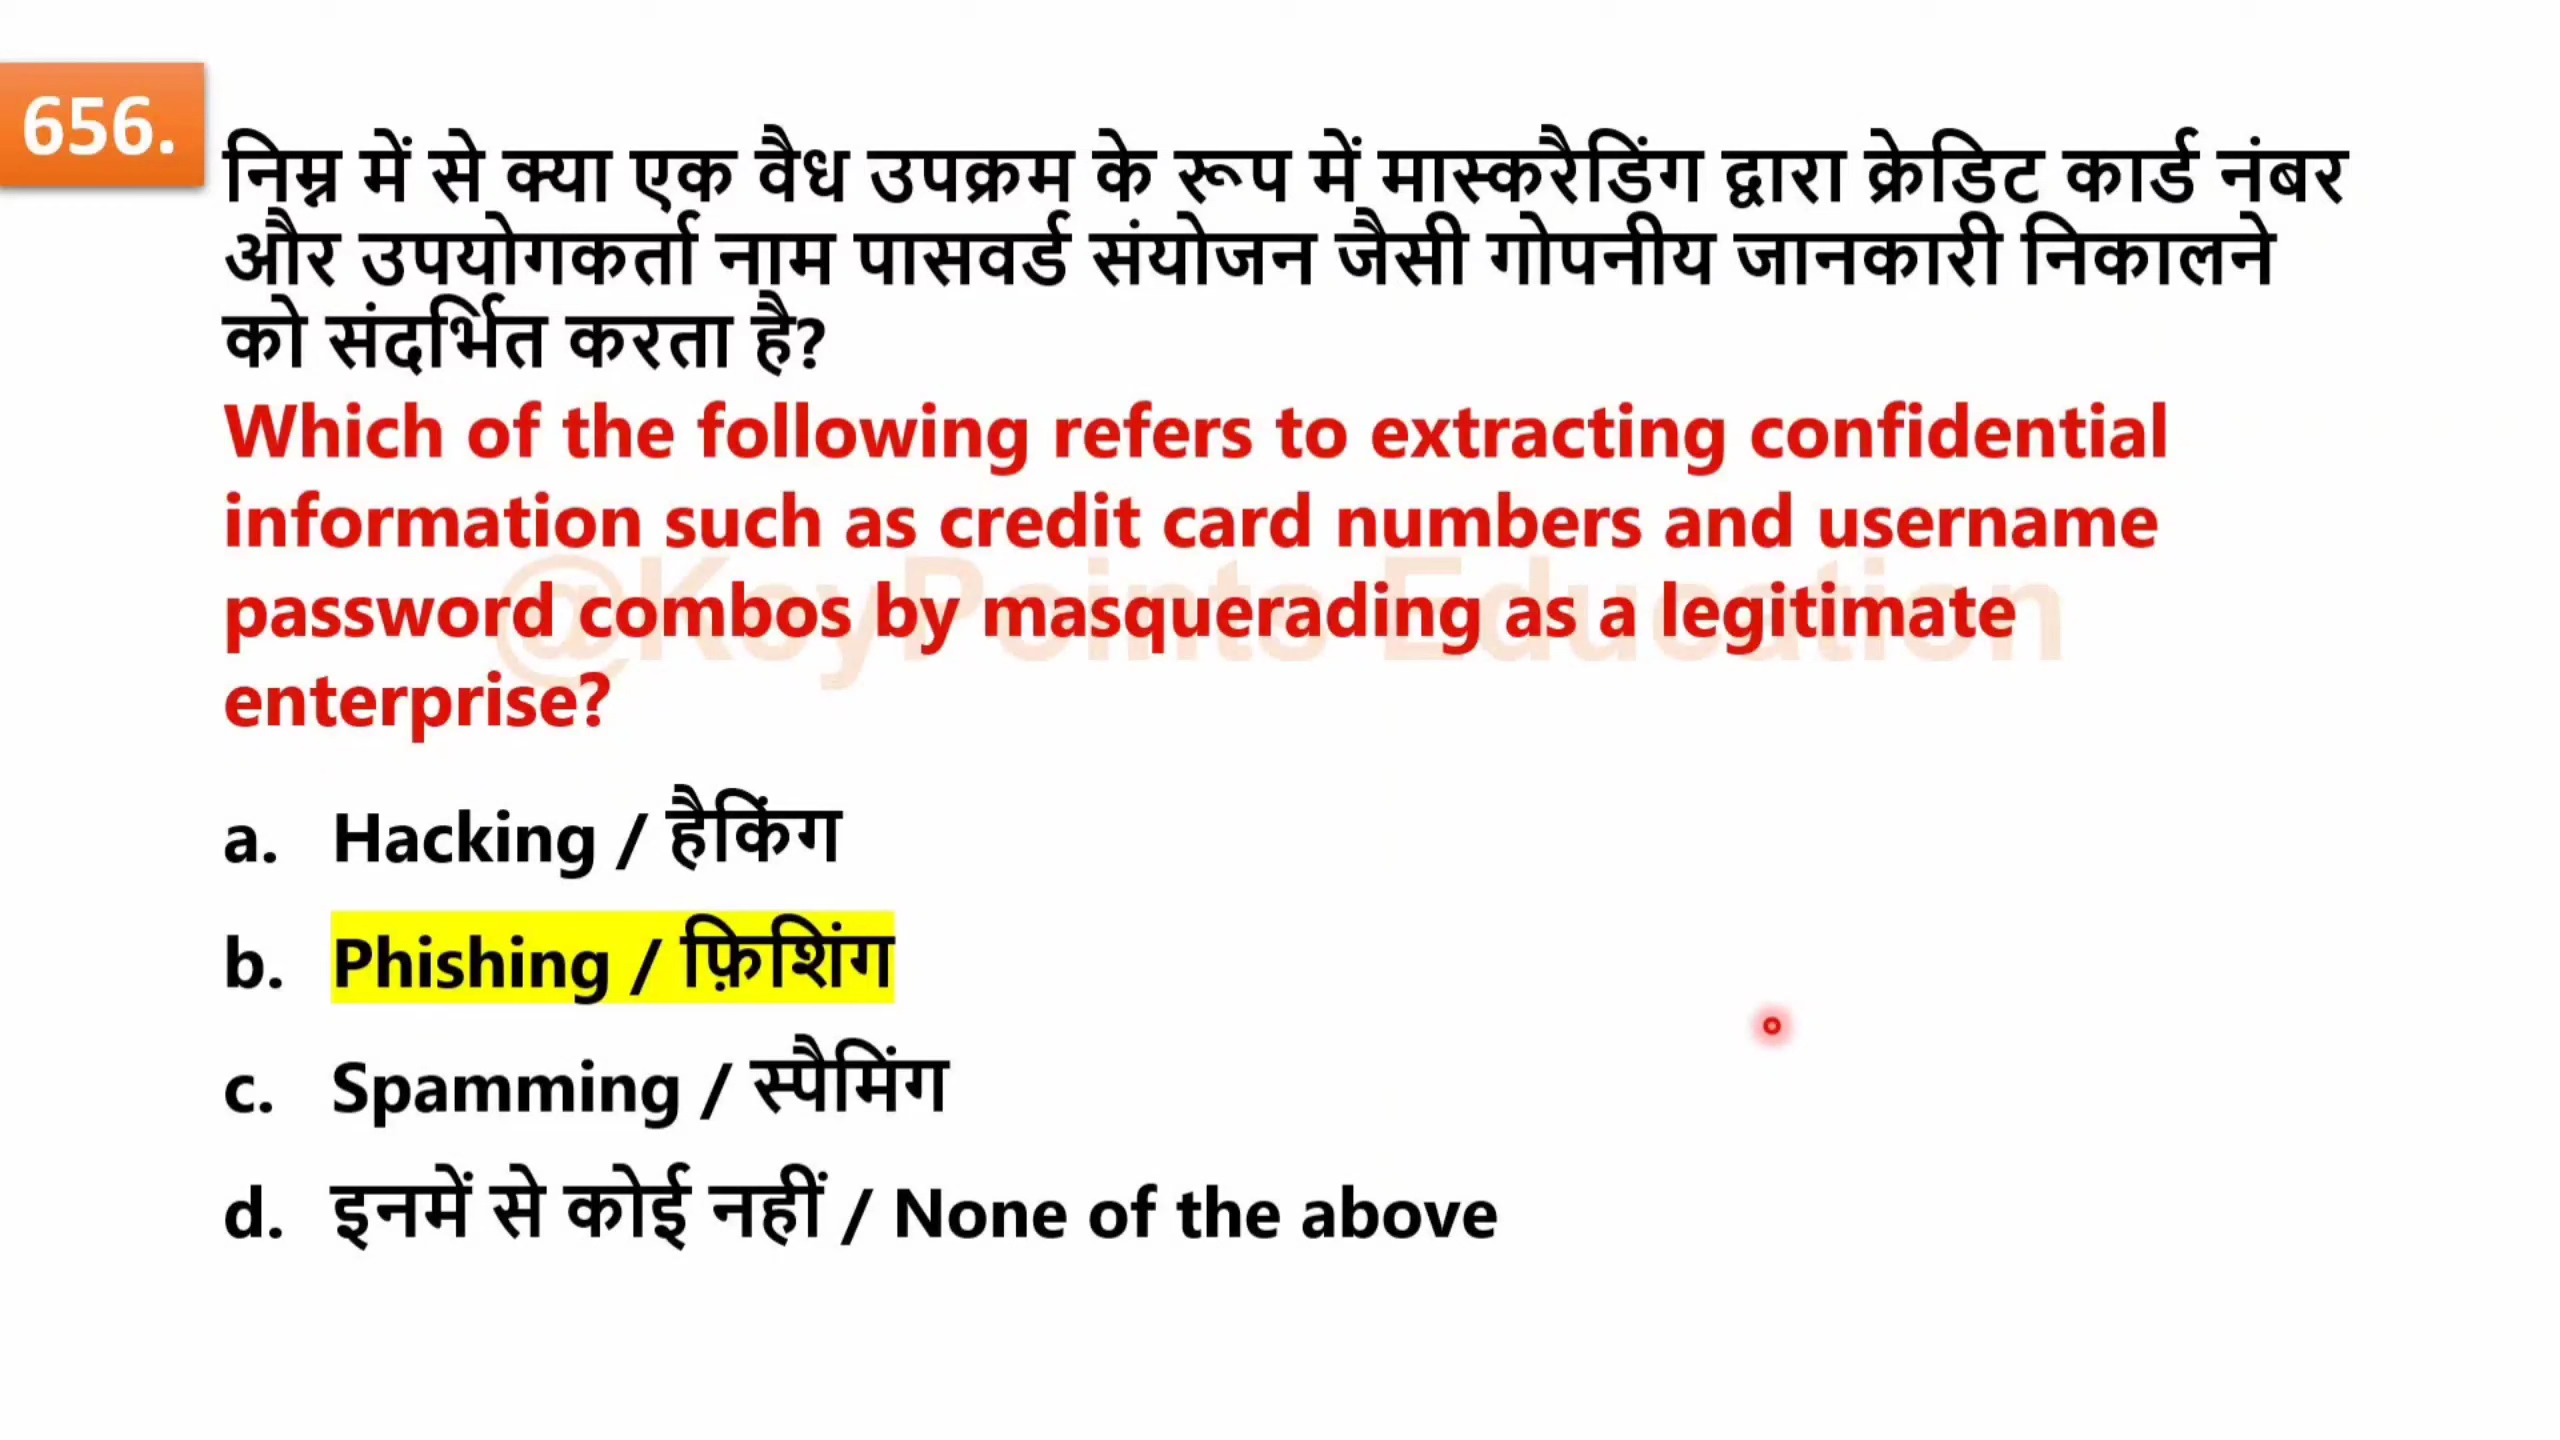 656.
निम्न में से क्या एक वैध उपक्रम के रूप में मास्करैडिंग द्वारा क्रेडिट कार्ड नंबर
और उपयोगकर्ता नाम पासवर्ड संयोजन जैसी गोपनीय जानकारी निकालने
को संदर्भित करता है?
Which of the following refers to extracting confidential
information such as credit card numbers and username
password combos by masquerading as a legitimate
enterprise?
@KeyPoints Education
a. Hacking / हैकिंग
b. Phishing / फ़िशिंग
c. Spamming / स्पैमिंग
d. इनमें से कोई नहीं / None of the above